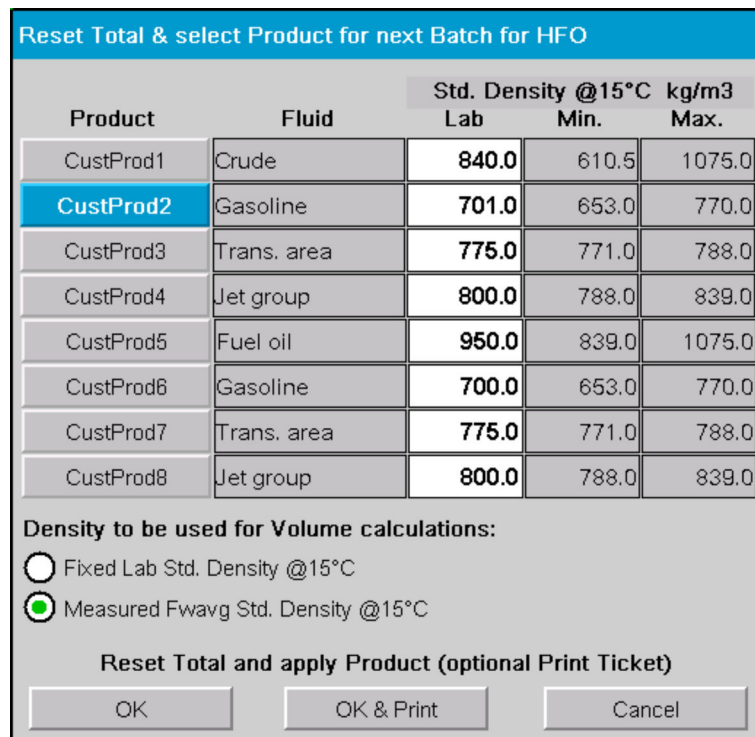 Reset Total & select Product for next Batch for HFO
Std. Density @15°C kg/m3
Product Fluid Lab Min. Max.
CustProd1 Crude 840.0 610.5 1075.0
CustProd2 Gasoline 701.0 653.0 770.0
CustProd3 Trans. area 775.0 771.0 788.0
CustProd4 Jet group 800.0 788.0 839.0
CustProd5 Fuel oil 950.0 839.0 1075.0
CustProd6 Gasoline 700.0 653.0 770.0
CustProd7 Trans. area 775.0 771.0 788.0
CustProd8 Jet group 800.0 788.0 839.0
Density to be used for Volume calculations:
Fixed Lab Std. Density @15°C
Measured Fwavg Std. Density @15°C
Reset Total and apply Product (optional Print Ticket)
OK OK & Print Cancel